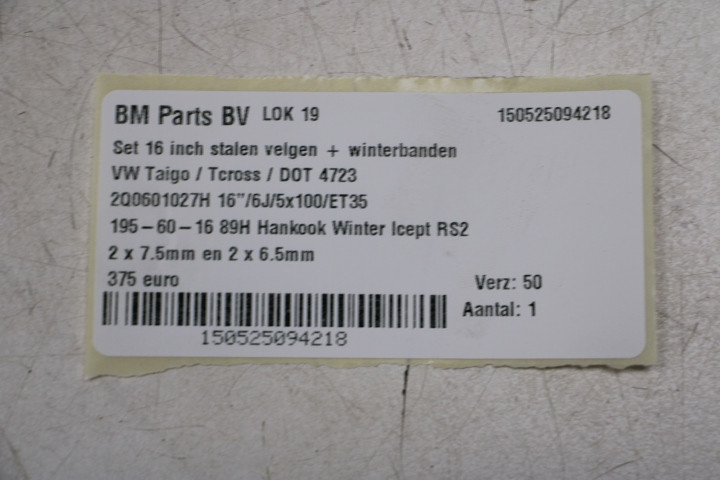 BM Parts BV LOK 19 150525094218
Set 16 inch stalen velgen + winterbanden
VW Taigo / Tcross / DOT 4723
2Q0601027H 16"/6J/5x100/ET35
195-60-16 89H Hankook Winter Icept RS2
2 x 7.5mm en 2 x 6.5mm
375 euro Verz: 50
Aantal: 1
150525094218